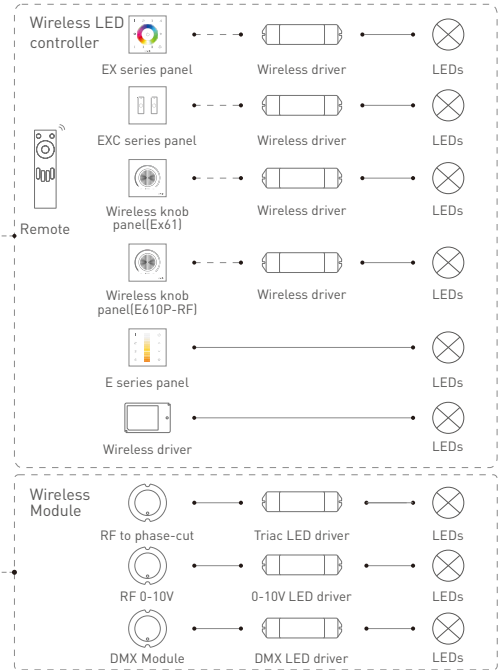 Wireless LED
controller
EX series panel
Wireless driver
LEDs
EXC series panel
Wireless driver
LEDs
Remote
Wireless knob
panel(Ex61)
Wireless driver
LEDs
Wireless knob
panel(E610P-RF)
Wireless driver
LEDs
E series panel
LEDs
Wireless driver
LEDs
Wireless
Module
RF to phase-cut
Triac LED driver
LEDs
RF 0-10V
0-10V LED driver
LEDs
DMX Module
DMX LED driver
LEDs